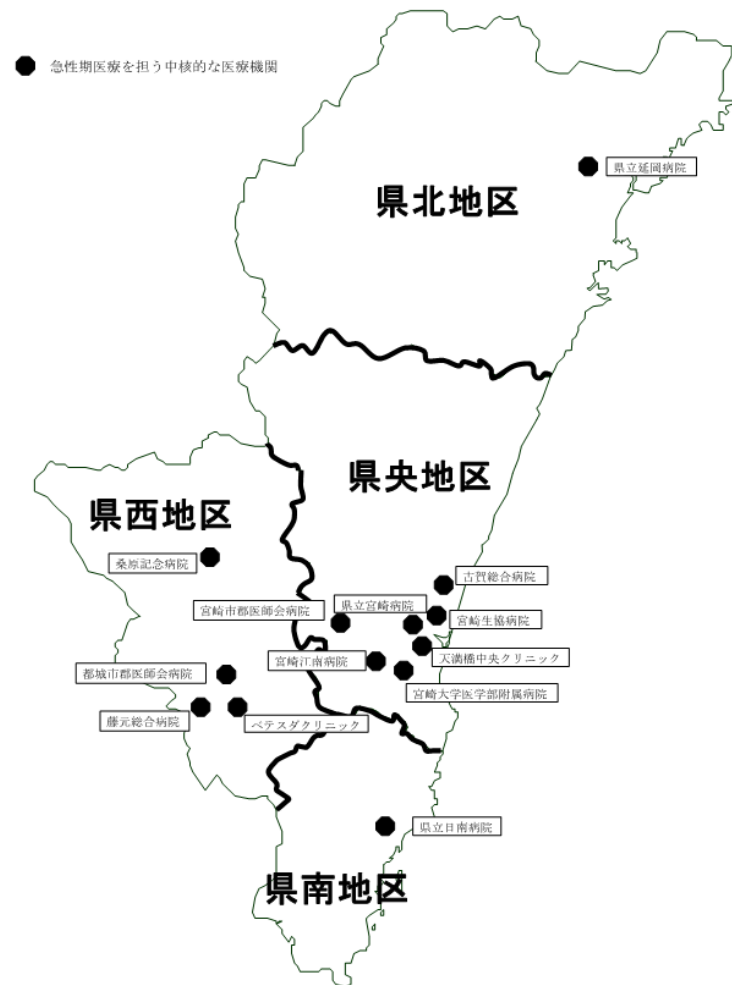 急性期医療を担う中核的な医療機関
県立延岡病院
県北地区
県央地区
県西地区
桑原記念病院
古賀総合病院
宮崎市郡医師会病院
県立宮崎病院
宮崎生協病院
宮崎江南病院
天満橋中央クリニック
都城市郡医師会病院
宮崎大学医学部附属病院
藤元総合病院
ベテスダクリニック
県立日南病院
県南地区